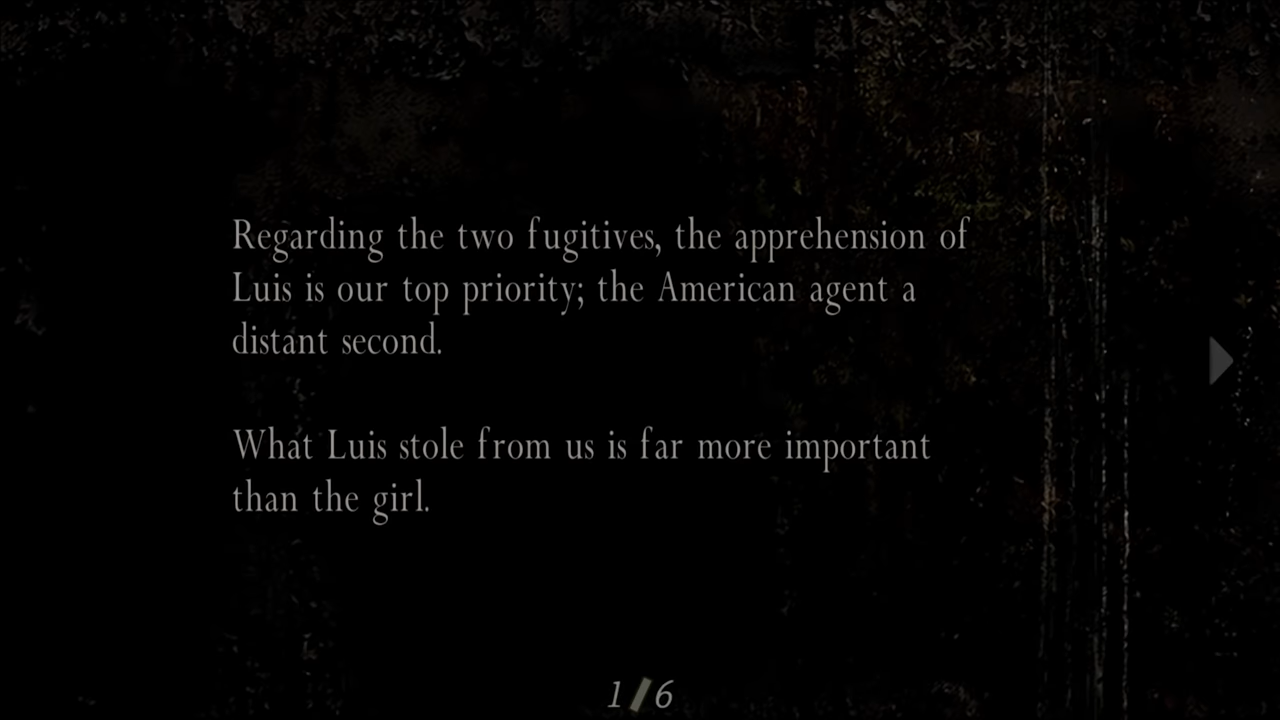 Regarding the two fugitives, the apprehension of
Luis is our top priority; the American agent a
distant second.
What Luis stole from us is far more important
than the girl.
1/6